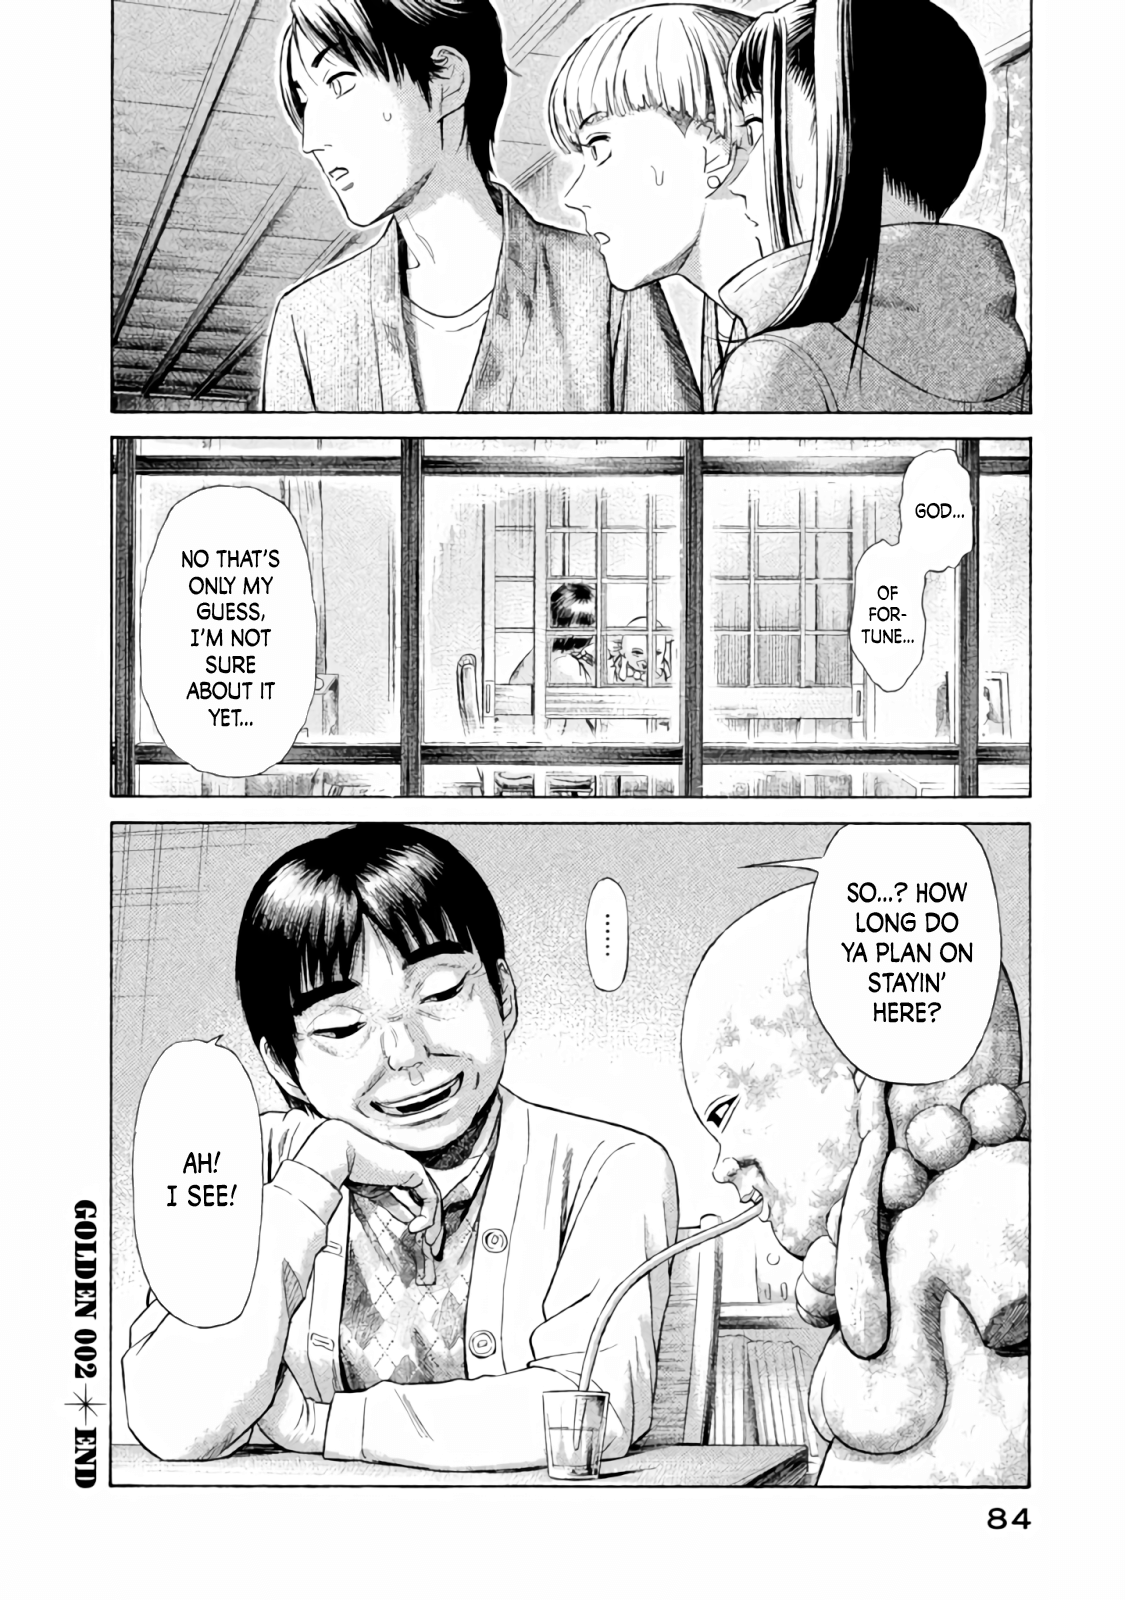 GOD...
OF
FOR-
TUNE...
NO THAT'S
ONLY MY
GUESS,
I'M NOT
SURE
ABOUT IT
YET...
SO...? HOW
LONG DO
YA PLAN ON
STAYIN'
HERE?
......
AH!
I SEE!
GOLDEN 002 END
84